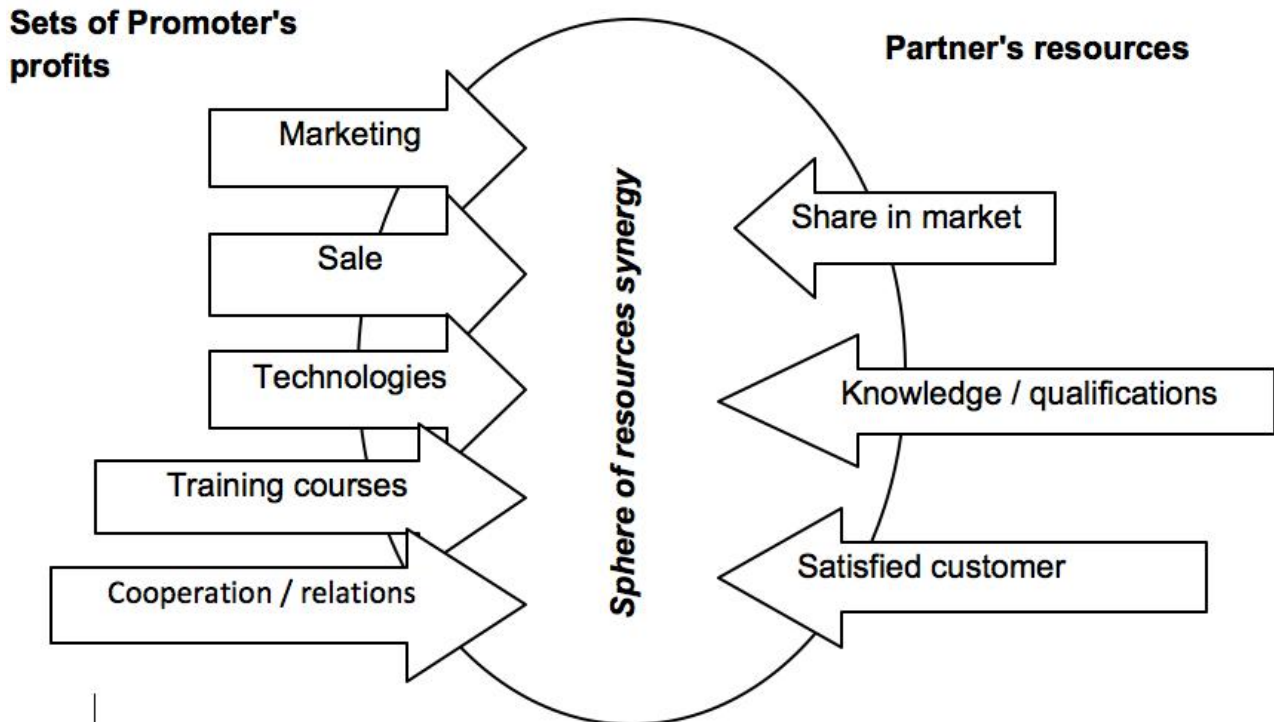 Sets of Promoter's
profits
Partner's resources
Marketing
Sale
Technologies
Training courses
Cooperation / relations
Sphere of resources synergy
Share in market
Knowledge / qualifications
Satisfied customer